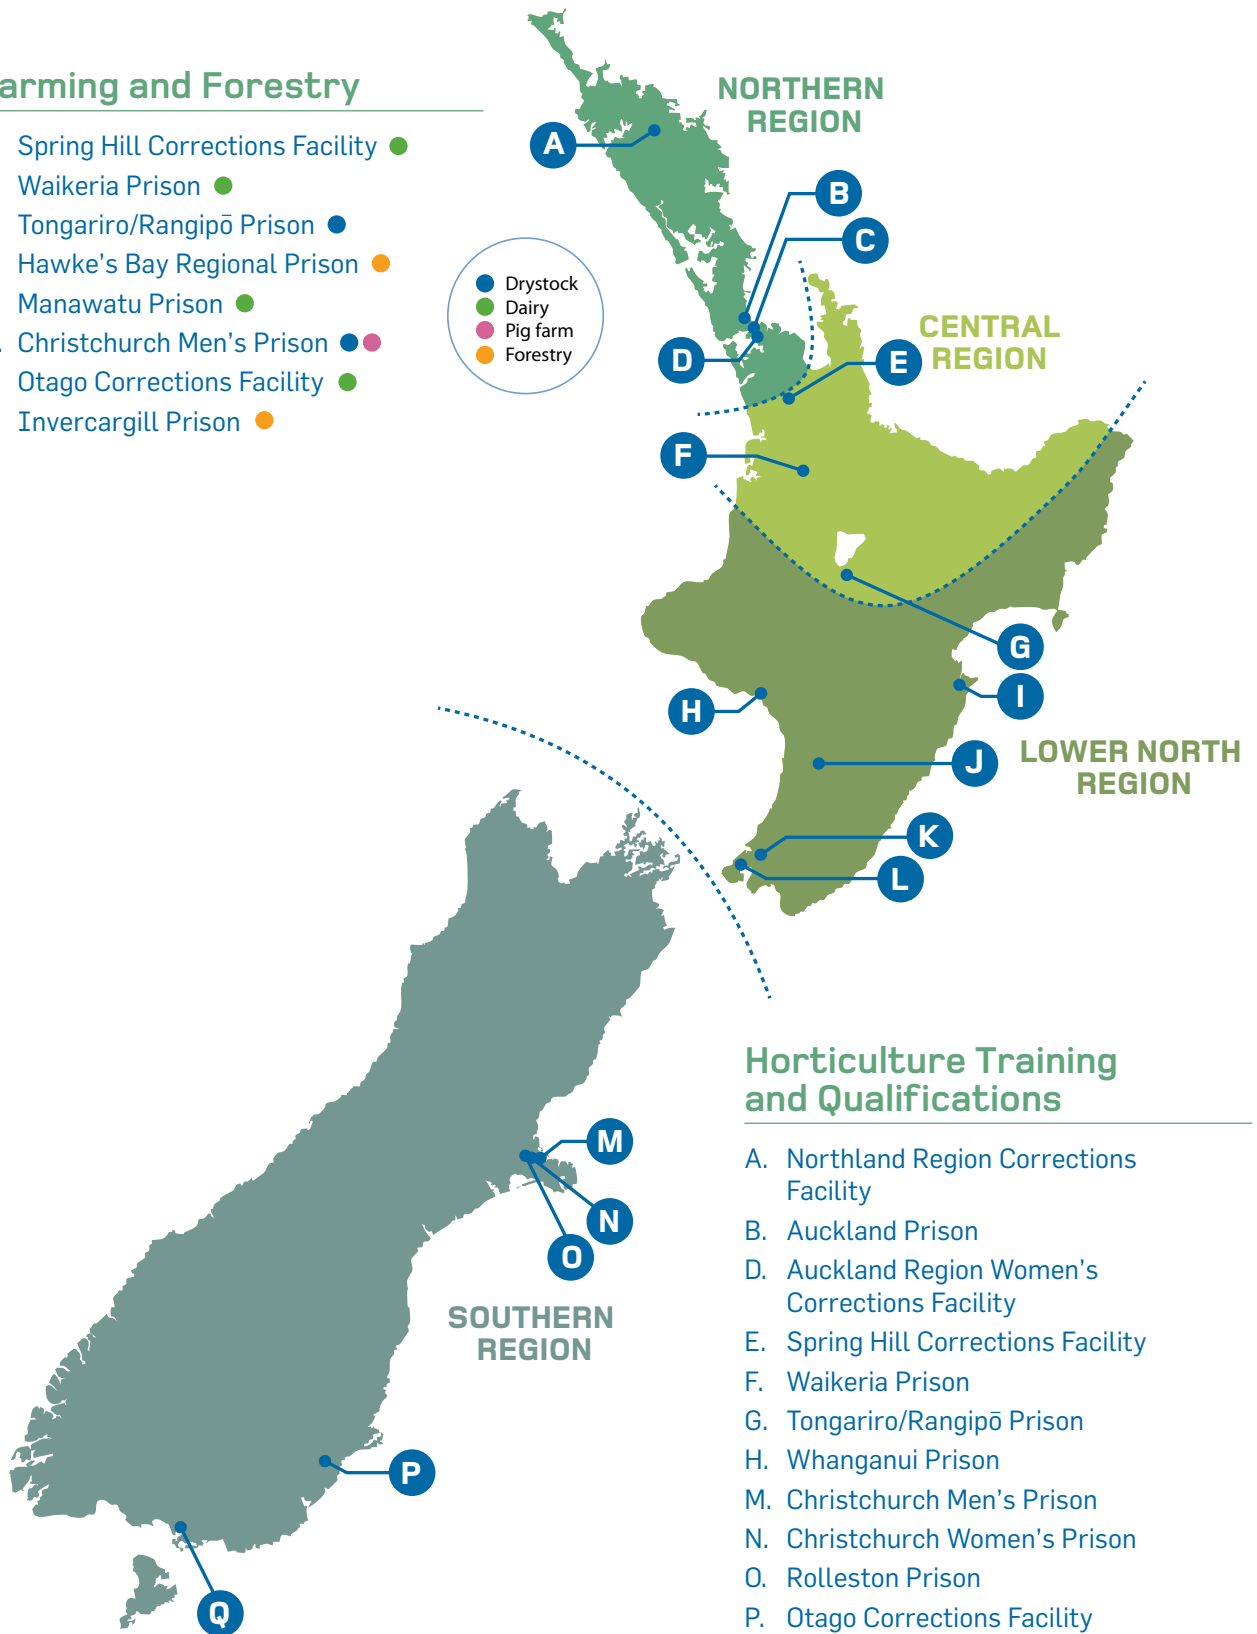 arming and Forestry
Spring Hill Corrections Facility
Waikeria Prison
Tongariro/Rangipō Prison
Hawke's Bay Regional Prison
Manawatu Prison
. Christchurch Men's Prison
Otago Corrections Facility
Invercargill Prison
Drystock
Dairy
Pig farm
Forestry
NORTHERN
REGION
A
B
C
D
CENTRAL
REGION
E
F
G
I
H
LOWER NORTH
REGION
J
K
L
M
N
O
SOUTHERN
REGION
P
Q
Horticulture Training
and Qualifications
A. Northland Region Corrections
Facility
B. Auckland Prison
D. Auckland Region Women's
Corrections Facility
E. Spring Hill Corrections Facility
F. Waikeria Prison
G. Tongariro/Rangipō Prison
H. Whanganui Prison
M. Christchurch Men's Prison
N. Christchurch Women's Prison
O. Rolleston Prison
P. Otago Corrections Facility